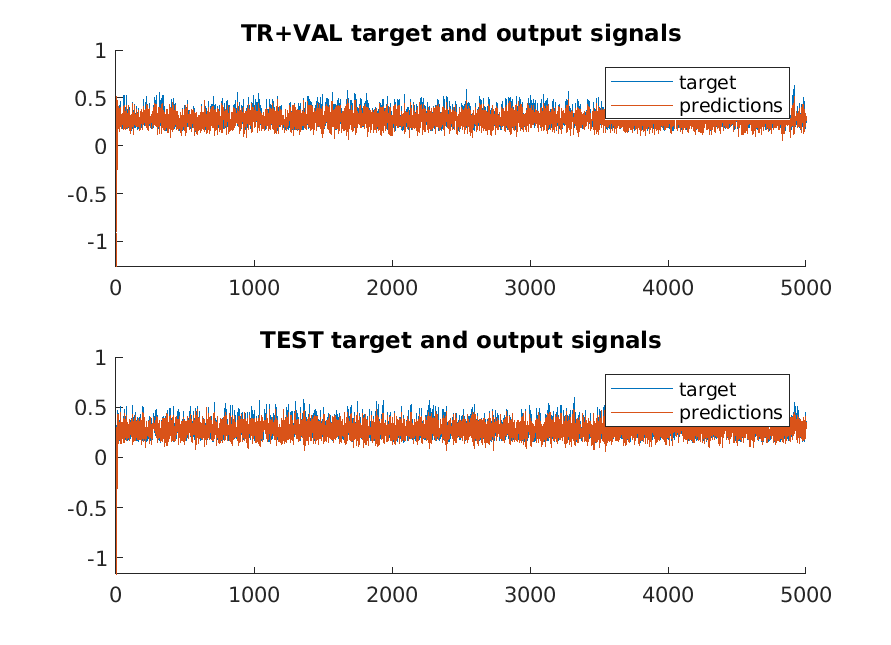 TR+VAL target and output signals
1
0.5
0
-0.5
-1
target
predictions
0 1000 2000 3000 4000 5000
TEST target and output signals
1
0.5
0
-0.5
-1
target
predictions
0 1000 2000 3000 4000 5000